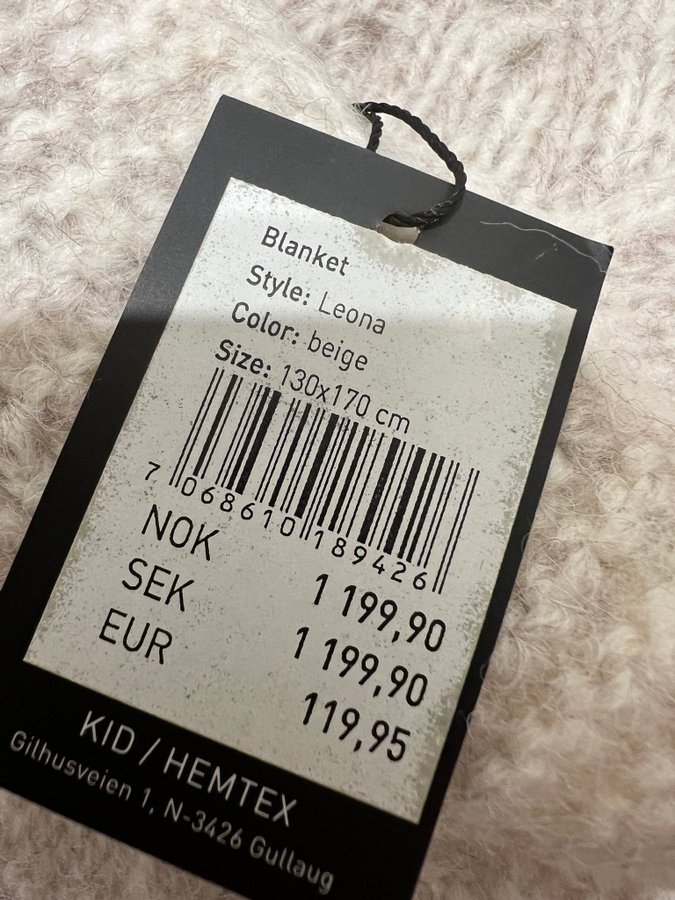 Blanket
Style: Leona
Color: beige
Size: 130x170 cm
7 068610 189426
NOK 1 199,90
SEK 1 199,90
EUR 119,95
KID / HEMTEX
Gilhusveien 1, N-3426 Gullaug